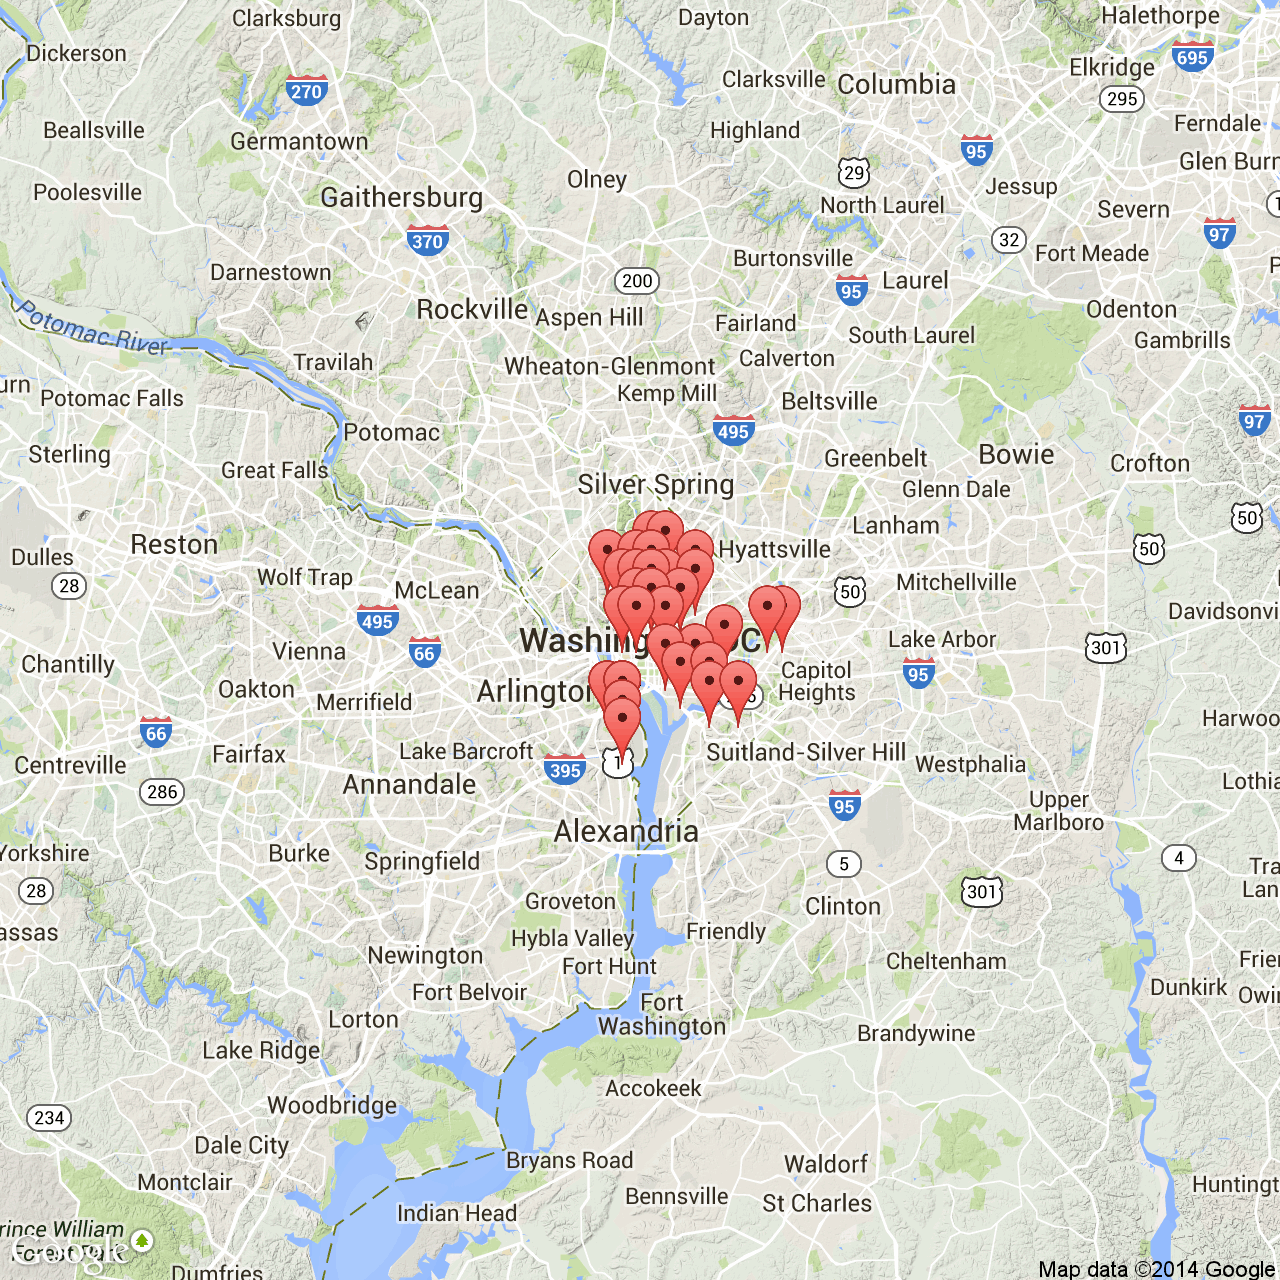 Clarksburg
Dayton
Halethorpe
Dickerson
695
Clarksville
Columbia
Elkridge
270
295
Beallsville
Germantown
Highland
Ferndale
95
Glen Burn
29
Olney
Poolesville
Gaithersburg
Jessup
North Laurel
Severn
1
370
32
97
Fort Meade
Darnestown
Burtonsville
200
95
Laurel
Rockville
Aspen Hill
Odenton
Potomac River
Fairland
South Laurel
Gambrills
Travilah
Wheaton-Glenmont
Calverton
urn
Potomac Falls
Kemp Mill
Beltsville
97
Potomac
495
Sterling
Great Falls
Greenbelt
Bowie
Crofton
Silver Spring
Glenn Dale
50
Lanham
Reston
Hyattsville
50
Dulles
28
Wolf Trap
McLean
50
Mitchellville
495
Davidsonvi
Washing
C
Lake Arbor
301
Vienna
66
Chantilly
Capitol
Heights
95
Oakton
Merrifield
Arlington
66
Harwoo
Fairfax
Lake Barcroft
Suitland-Silver Hill
Centreville
395
1
Westphalia
286
Annandale
Lothia
95
Upper
Marlboro
Alexandria
Yorkshire
Burke
Springfield
5
4
28
301
Tra
Lan
Groveton
Clinton
assas
Hybla Valley
Friendly
Newington
Fort Hunt
Cheltenham
Frien
Fort Belvoir
Fort
Washington
Dunkirk
Owin
Lorton
Brandywine
Lake Ridge
Accokeek
Woodbridge
234
Dale City
Bryans Road
Waldorf
Montclair
Bennsville
St Charles
Huntingt
Indian Head
rince William
Forest Park
Google
Dumfries
Map data ©2014 Google